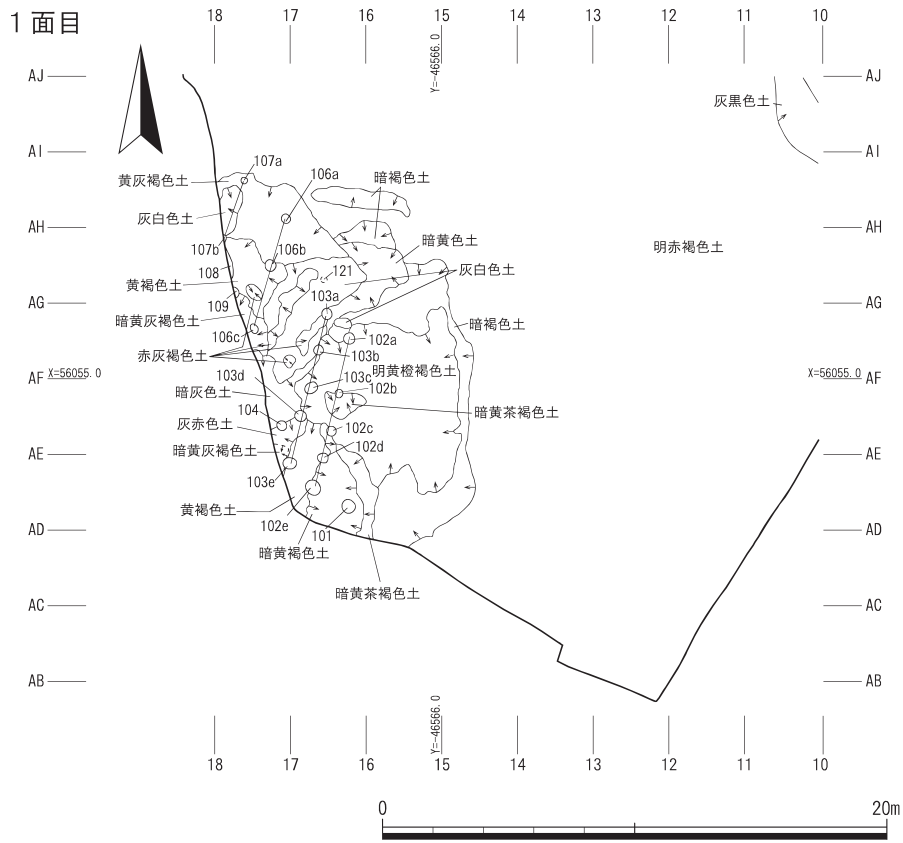 1面目
18 17 16 15 14 13 12 11 10
Y=-46566.0
AJ AJ
灰黒色土
AI AI
107a
黄灰褐色土
106a
暗褐色土
灰白色土
AH AH
暗黄色土
明赤褐色土
107b
106b
108
121
灰白色土
黄褐色土
103a
109
AG AG
暗黄灰褐色土
暗褐色土
106c
102a
赤灰褐色土
103b
X=56055.0 X=56055.0
AF AF
103d
103c
明黄橙褐色土
102b
暗灰色土
暗黄茶褐色土
104
灰赤色土
102c
暗黄灰褐色土
102d
AE AE
103e
黄褐色土
102e
101
AD AD
暗黄褐色土
暗黄茶褐色土
AC AC
AB AB
Y=-46566.0
18 17 16 15 14 13 12 11 10
0 20m